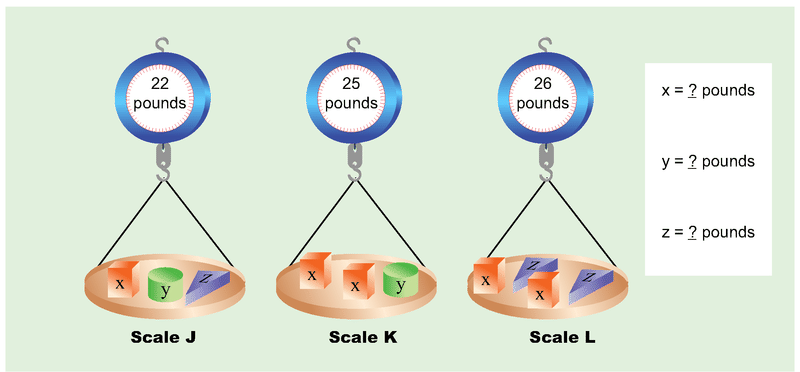 22
pounds
25
pounds
26
pounds
x = ? pounds
y = ? pounds
z = ? pounds
x
y
z
x
x
y
x
z
x
z
Scale J
Scale K
Scale L